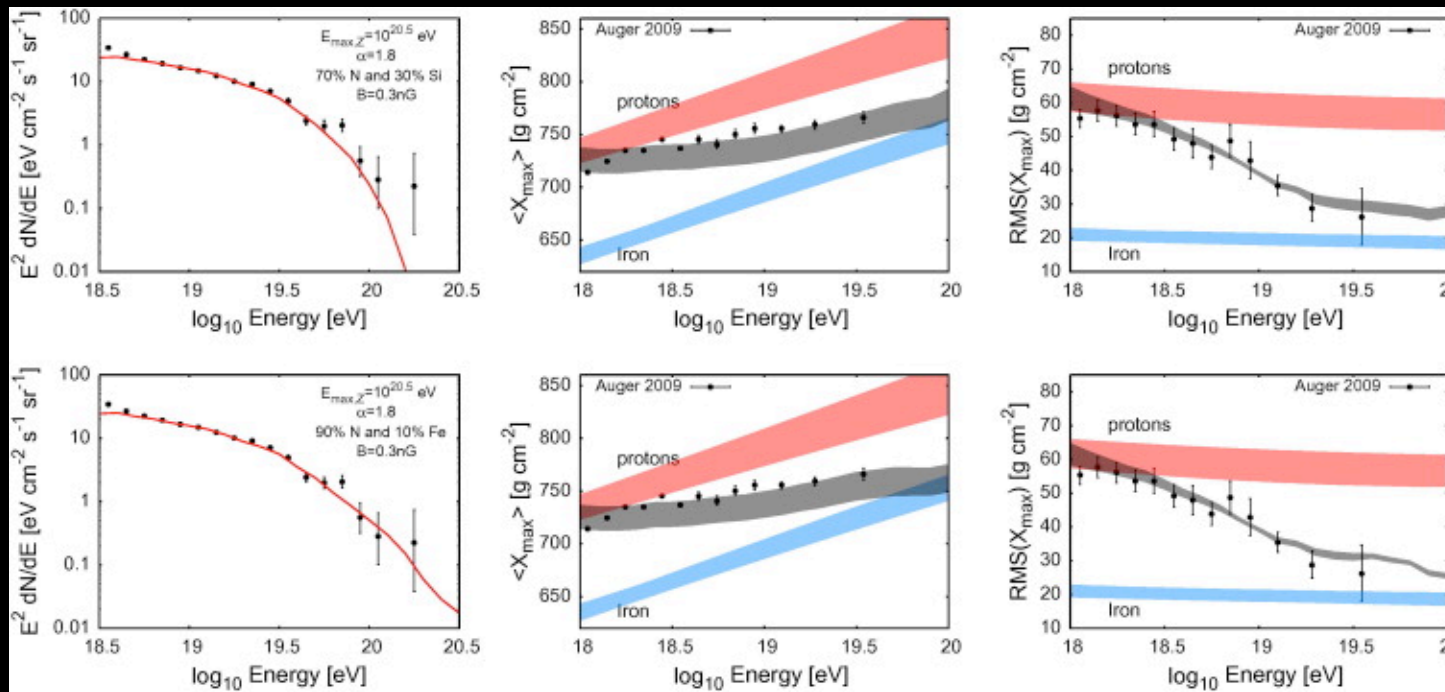 E² dN/dE [eV cm⁻² s⁻¹ sr⁻¹]
100
10
1
0.1
0.01
18.5 19 19.5 20 20.5
log₁₀ Energy [eV]
E_max,Z=10^20.5 eV
α=1.8
70% N and 30% Si
B=0.3nG
<X_max> [g cm⁻²]
850
800
750
700
650
18 18.5 19 19.5 20
log₁₀ Energy [eV]
Auger 2009
protons
Iron
RMS(X_max) [g cm⁻²]
80
70
60
50
40
30
20
10
18 18.5 19 19.5
log₁₀ Energy [eV]
Auger 2009
protons
Iron
E² dN/dE [eV cm⁻² s⁻¹ sr⁻¹]
100
10
1
0.1
0.01
18.5 19 19.5 20 20.5
log₁₀ Energy [eV]
E_max,Z=10^20.5 eV
α=1.8
90% N and 10% Fe
B=0.3nG
<X_max> [g cm⁻²]
850
800
750
700
650
18 18.5 19 19.5 20
log₁₀ Energy [eV]
Auger 2009
protons
Iron
RMS(X_max) [g cm⁻²]
80
70
60
50
40
30
20
10
18 18.5 19 19.5
log₁₀ Energy [eV]
Auger 2009
protons
Iron